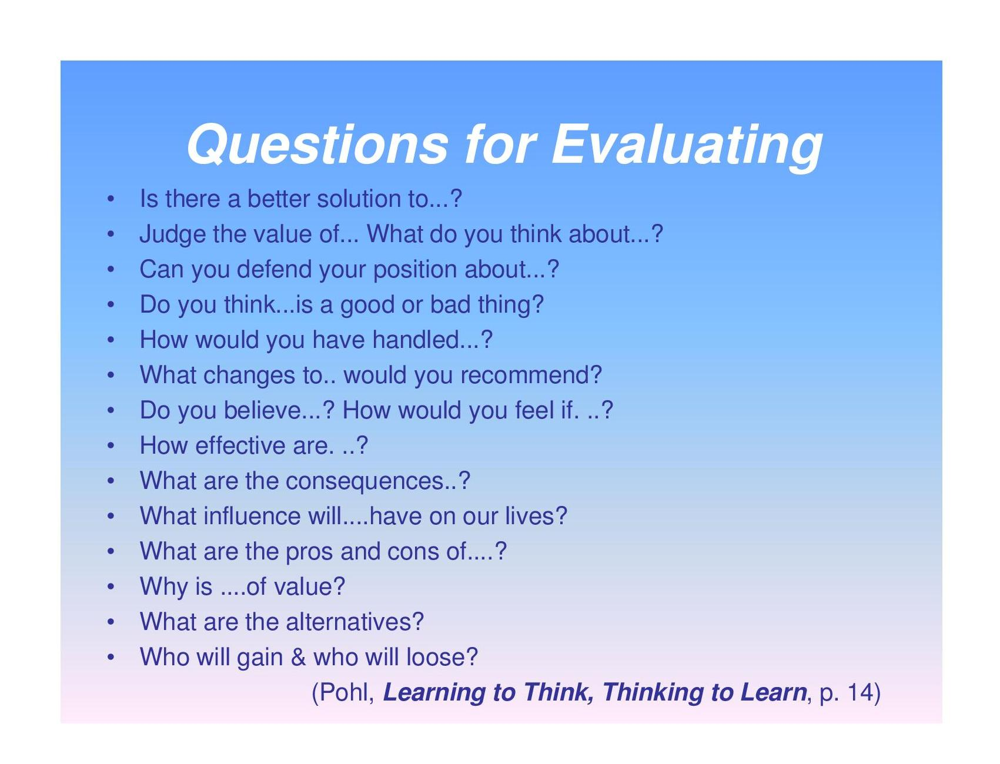 Questions for Evaluating
• Is there a better solution to...?
• Judge the value of... What do you think about...?
• Can you defend your position about...?
• Do you think...is a good or bad thing?
• How would you have handled...?
• What changes to.. would you recommend?
• Do you believe...? How would you feel if. ..?
• How effective are. ..?
• What are the consequences..?
• What influence will....have on our lives?
• What are the pros and cons of....?
• Why is ....of value?
• What are the alternatives?
• Who will gain & who will loose?
(Pohl, Learning to Think, Thinking to Learn, p. 14)